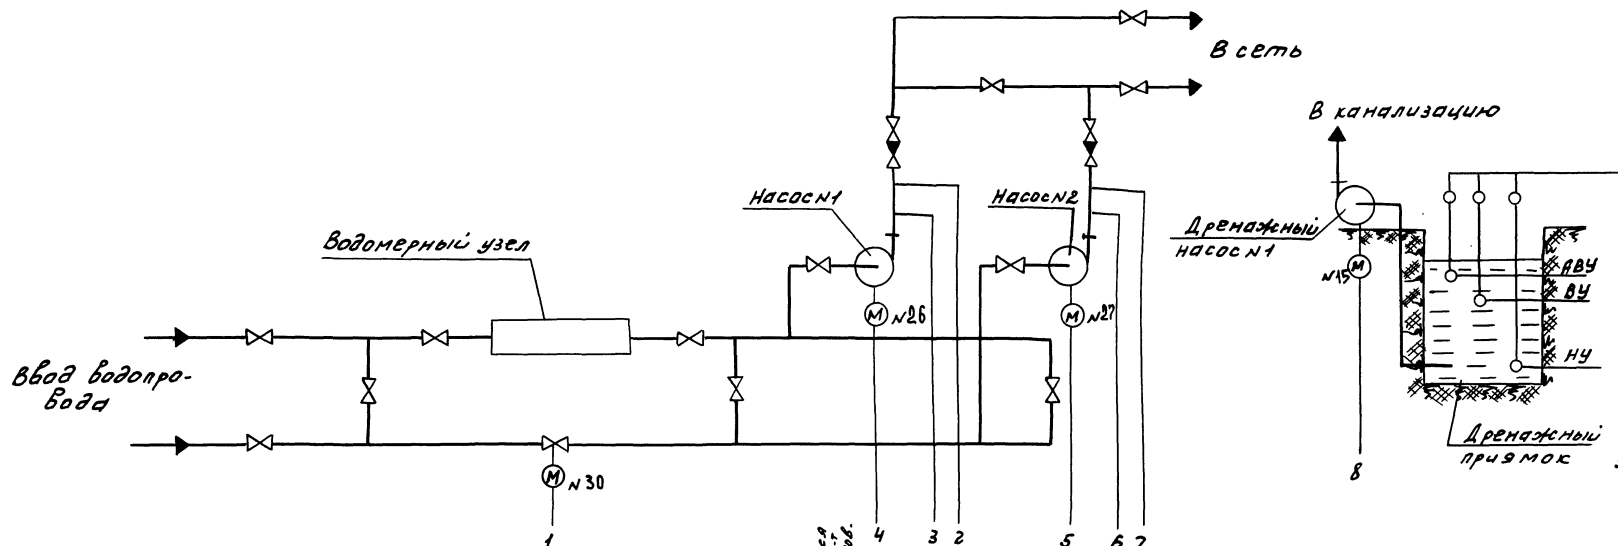 В сеть
В канализацию
Насос N1
Насос N2
Дренажный
насос N1
Водомерный узел
АВУ
М
N15
ВУ
М
N26
М
N27
НУ
Ввод водопро-
вода
Дренажный
приямок
М
N30
8
1
4
3
2
5
6
7